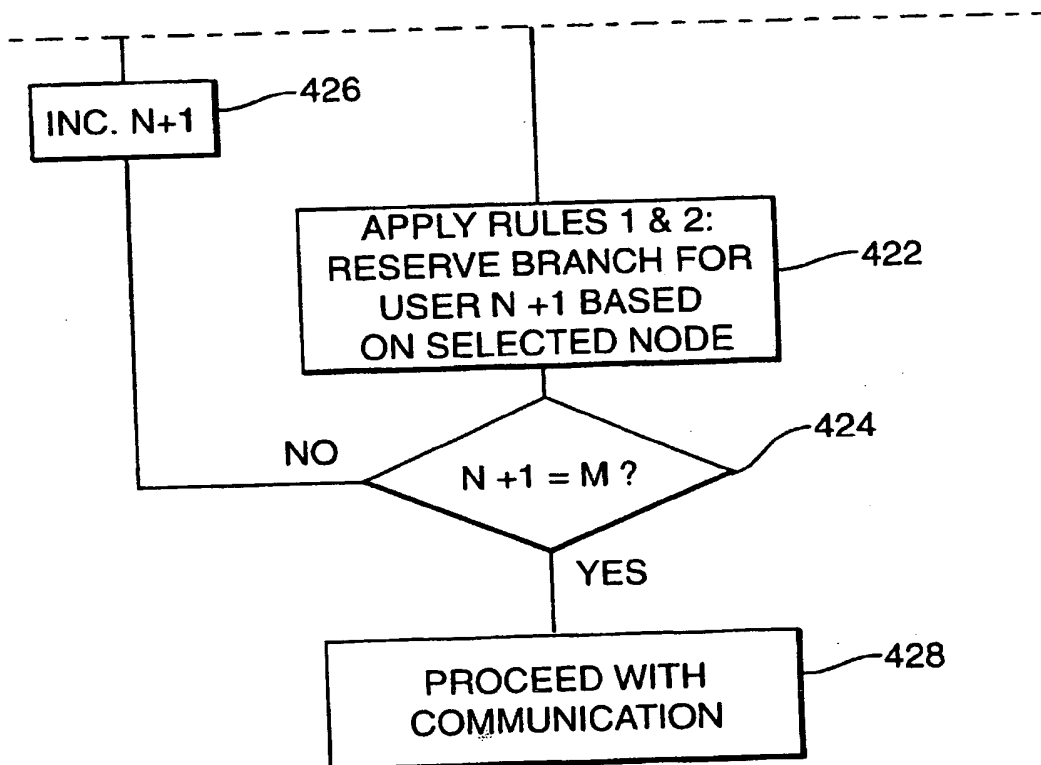 INC. N+1
426
APPLY RULES 1 & 2:
RESERVE BRANCH FOR
USER N +1 BASED
ON SELECTED NODE
422
N +1 = M ?
424
NO
YES
PROCEED WITH
COMMUNICATION
428